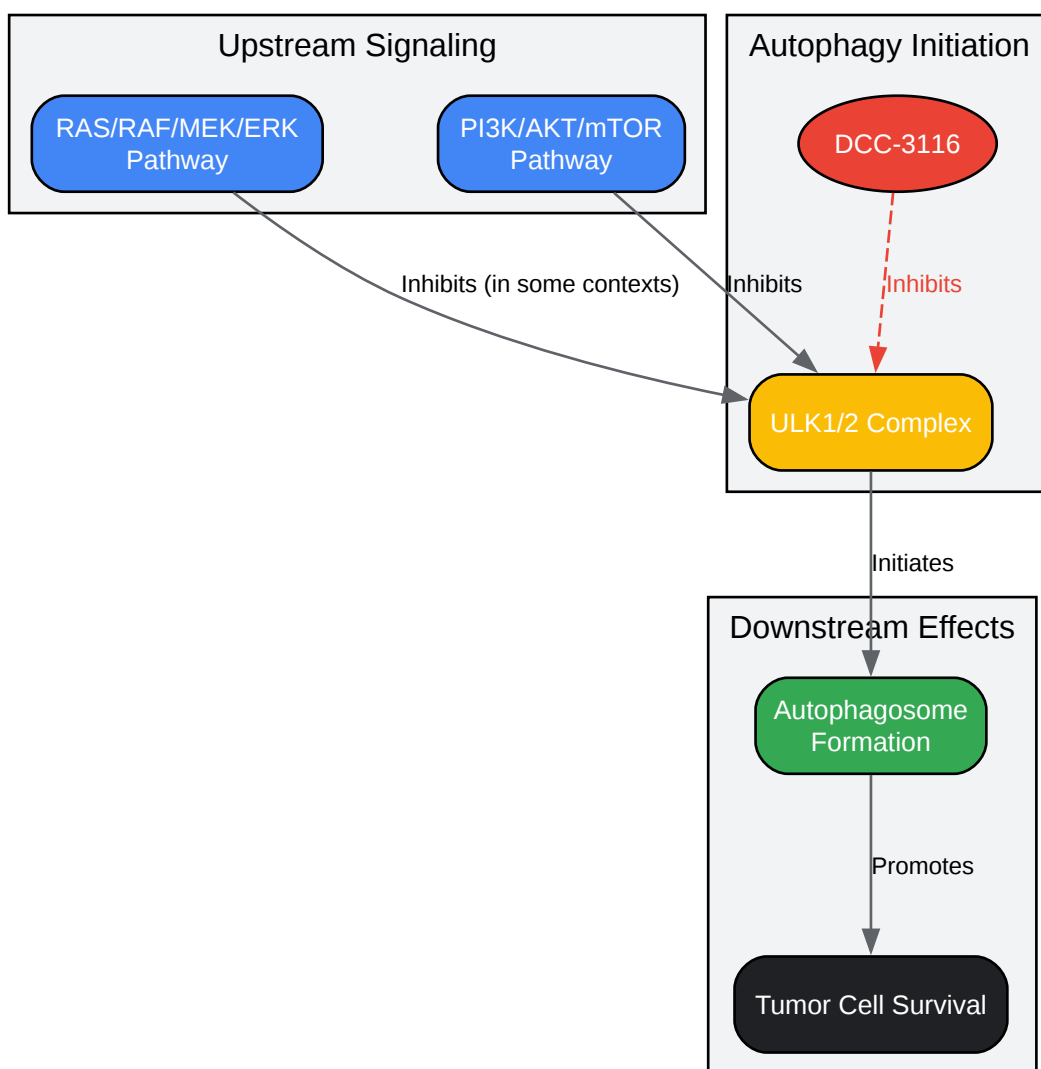 Upstream Signaling
Autophagy Initiation
RAS/RAF/MEK/ERK
Pathway
PI3K/AKT/mTOR
Pathway
DCC-3116
Inhibits (in some contexts)
Inhibits
Inhibits
ULK1/2 Complex
Initiates
Downstream Effects
Autophagosome
Formation
Promotes
Tumor Cell Survival